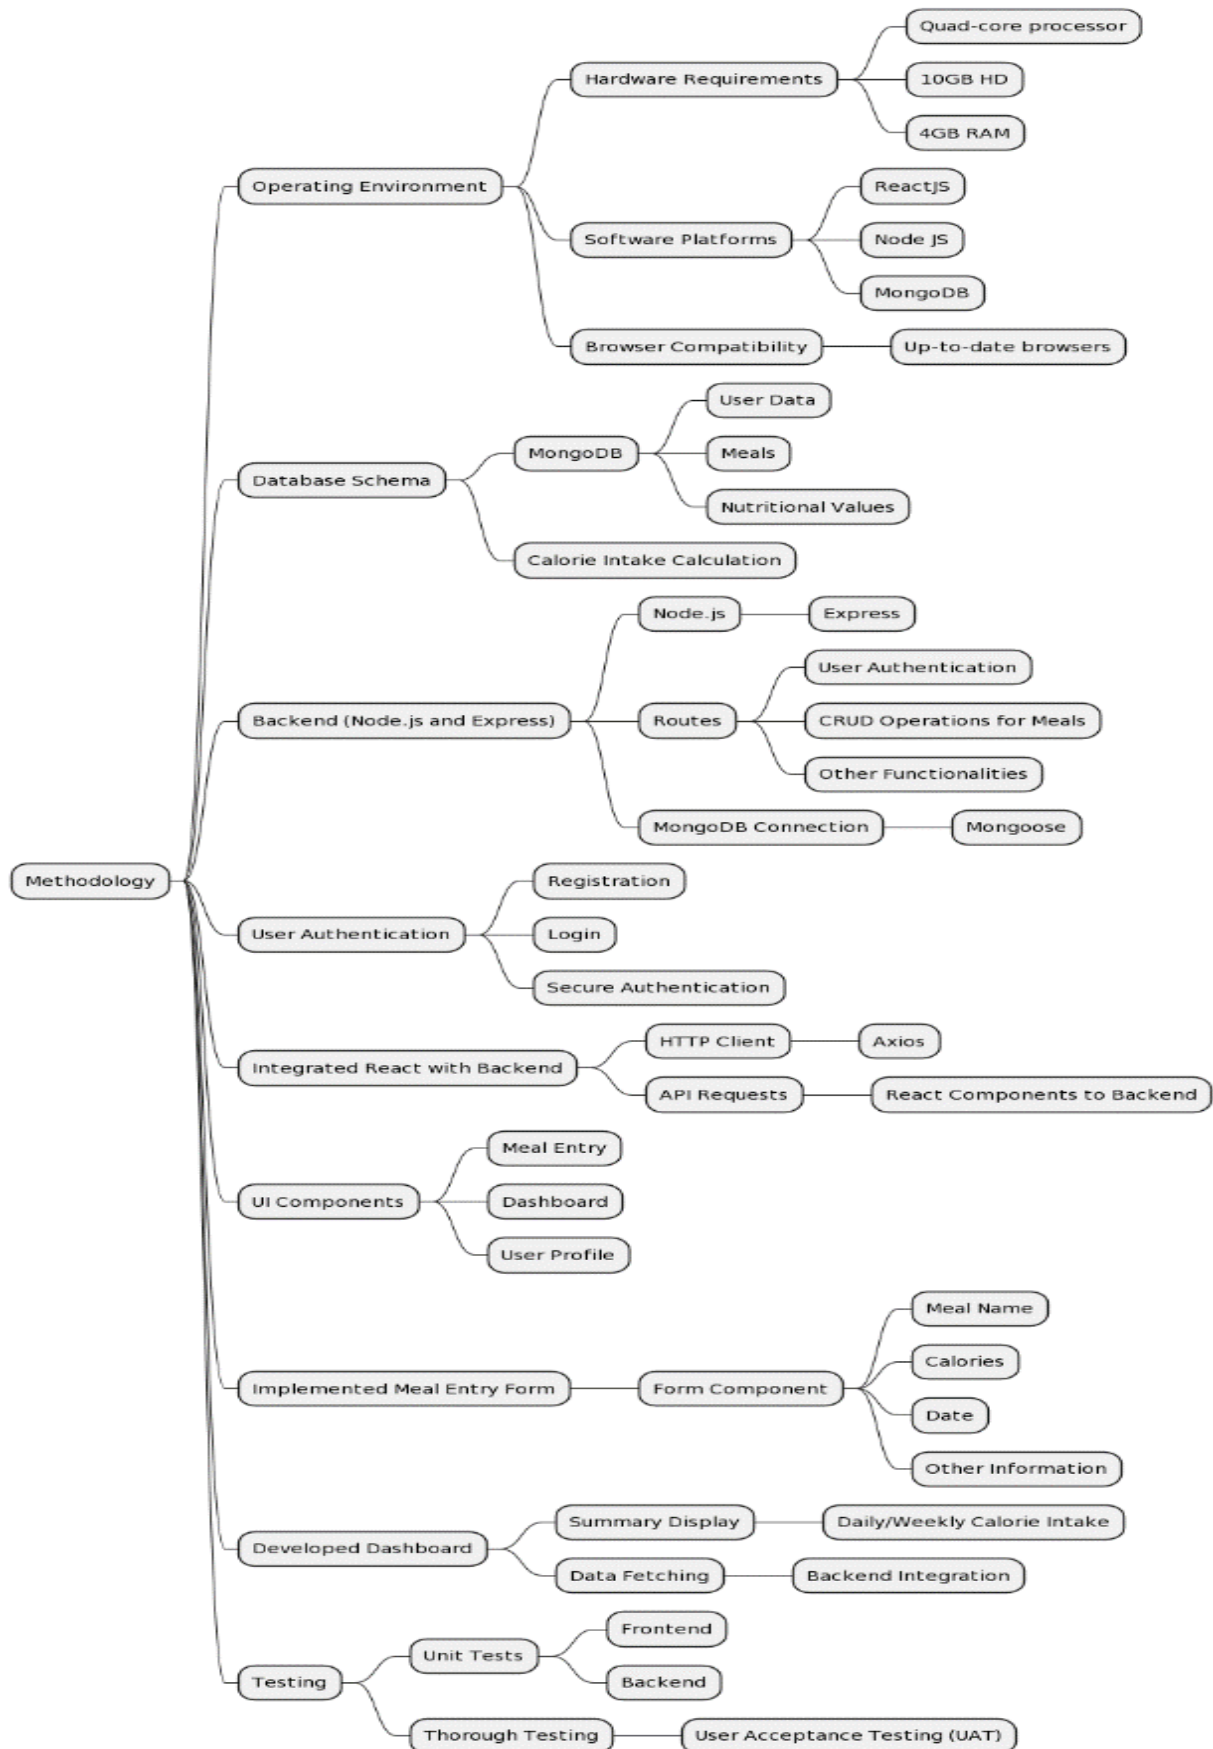 Quad-core processor
Hardware Requirements
10GB HD
4GB RAM
Operating Environment
ReactJS
Software Platforms
Node JS
MongoDB
Browser Compatibility
Up-to-date browsers
User Data
MongoDB
Meals
Database Schema
Nutritional Values
Calorie Intake Calculation
Node.js
Express
User Authentication
Backend (Node.js and Express)
Routes
CRUD Operations for Meals
Other Functionalities
MongoDB Connection
Mongoose
Methodology
Registration
User Authentication
Login
Secure Authentication
HTTP Client
Axios
Integrated React with Backend
API Requests
React Components to Backend
Meal Entry
UI Components
Dashboard
User Profile
Meal Name
Calories
Implemented Meal Entry Form
Form Component
Date
Other Information
Summary Display
Daily/Weekly Calorie Intake
Developed Dashboard
Data Fetching
Backend Integration
Frontend
Unit Tests
Backend
Testing
Thorough Testing
User Acceptance Testing (UAT)